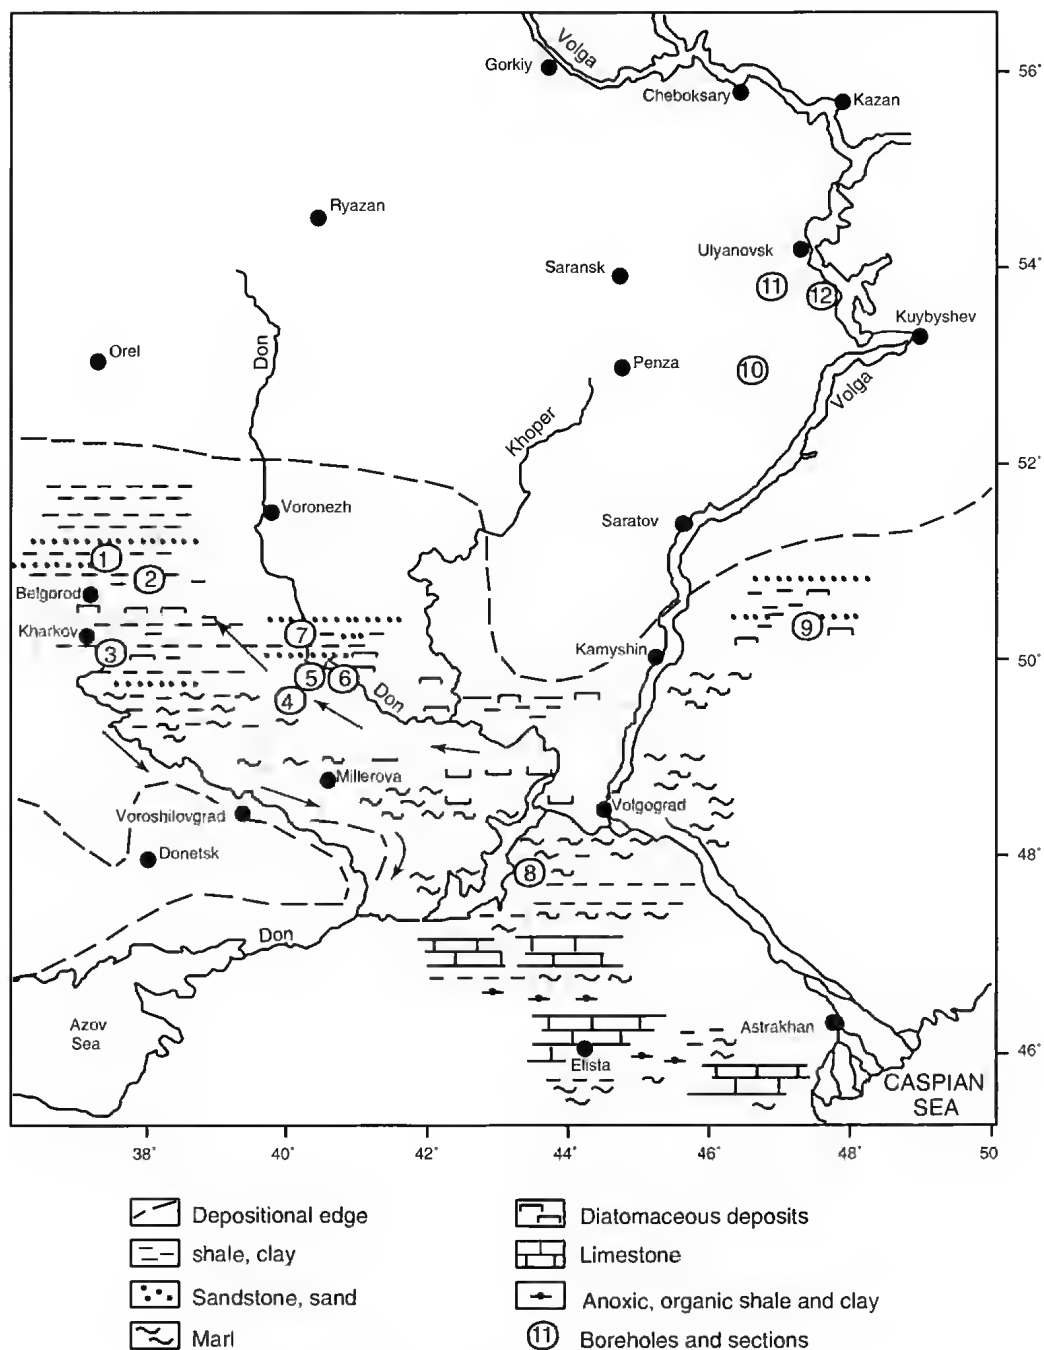 Volga
Gorkiy
Cheboksary
Kazan
56°
Ryazan
Ulyanovsk
Saransk
54°
11
12
Kuybyshev
Orel
Don
Penza
10
Volga
Khoper
52°
Voronezh
Saratov
1
2
Belgorod
Kharkov
7
9
3
Kamyshin
50°
5
6
4
Don
Millerova
Volgograd
Voroshilovgrad
Donetsk
8
48°
Don
Azov
Sea
Astrakhan
46°
Elista
CASPIAN
SEA
38° 40° 42° 44° 46° 48° 50
Depositional edge
Diatomaceous deposits
shale, clay
Limestone
Sandstone, sand
Anoxic, organic shale and clay
Marl
11 Boreholes and sections